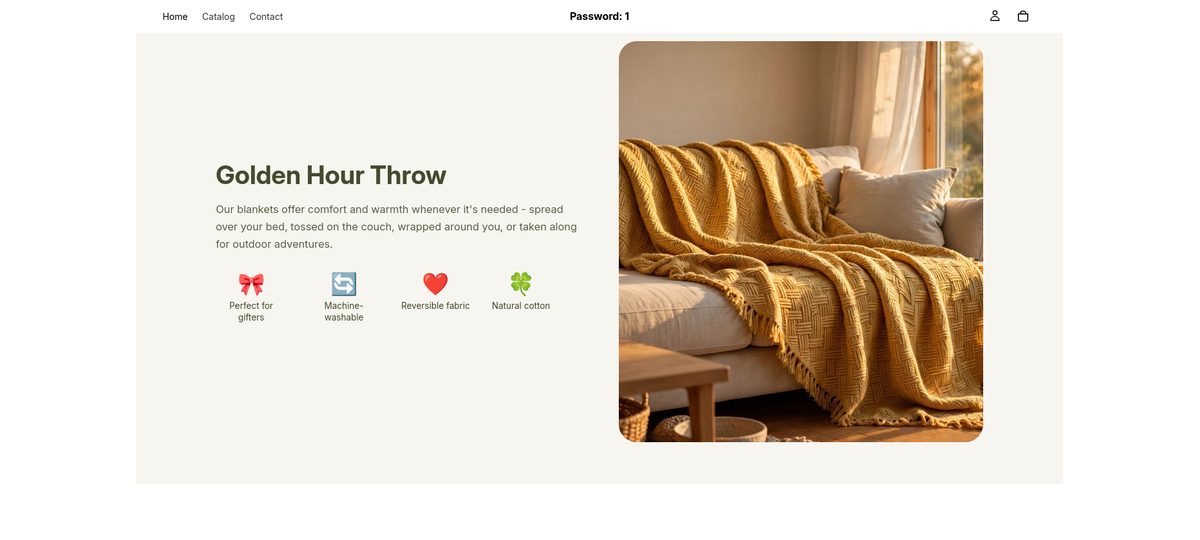 Home Catalog Contact Password: 1
Golden Hour Throw
Our blankets offer comfort and warmth whenever it's needed - spread
over your bed, tossed on the couch, wrapped around you, or taken along
for outdoor adventures.
Perfect for
gifters
Machine-
washable
Reversible fabric
Natural cotton